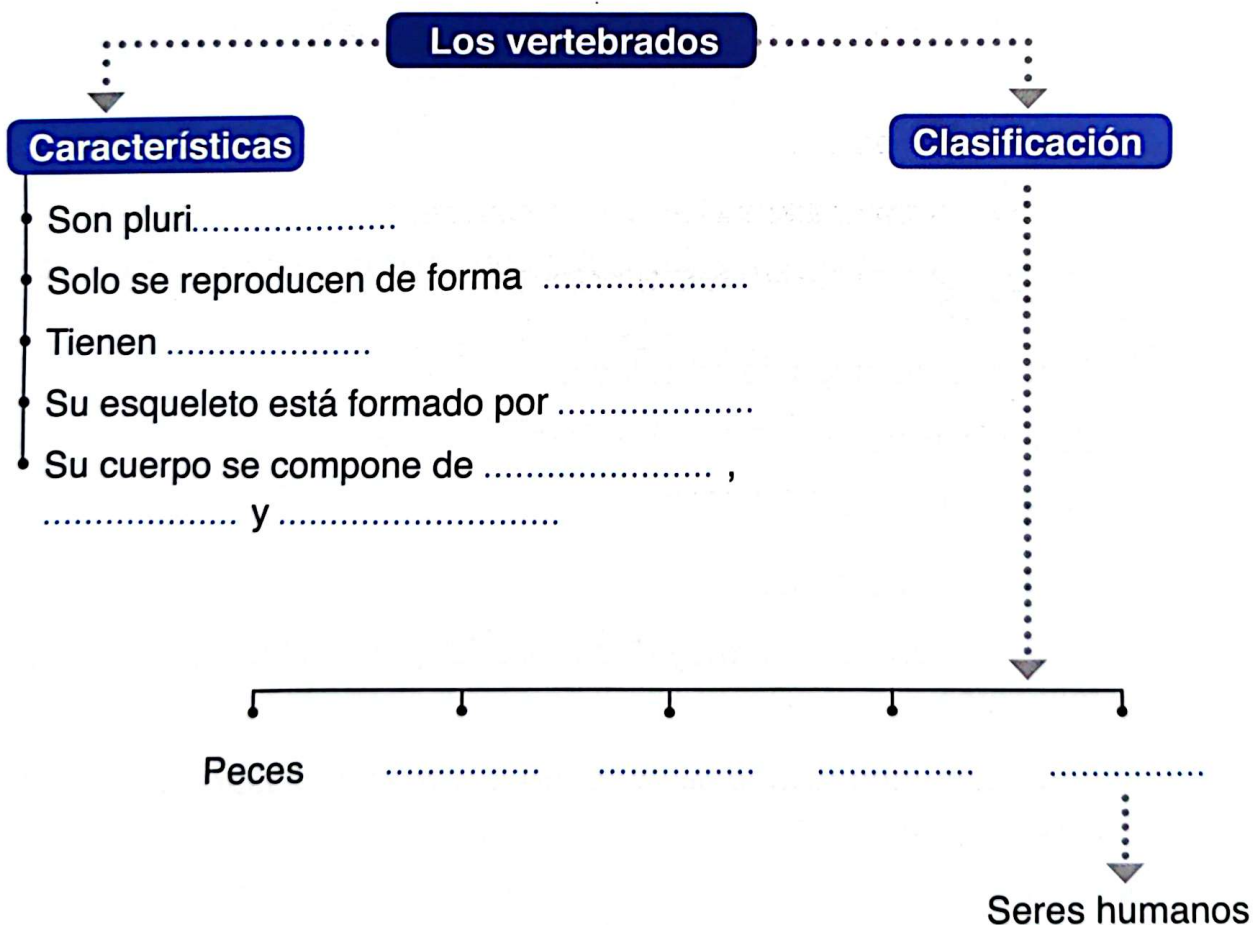 Los vertebrados
Características
Son pluri....................
Solo se reproducen de forma ....................
Tienen ....................
Su esqueleto está formado por ...................
Su cuerpo se compone de ...................... ,
................... y ...........................
Clasificación
Peces ............... ............... ............... ...............
Seres humanos